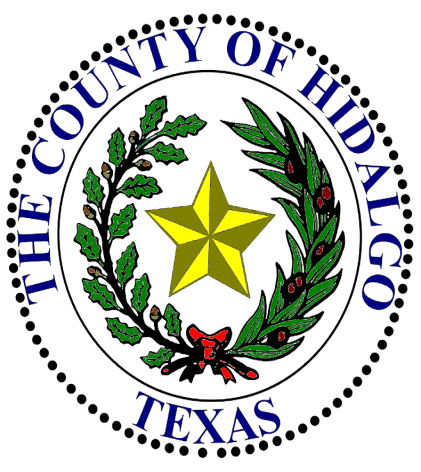 THE COUNTY OF HIDALGO
TEXAS